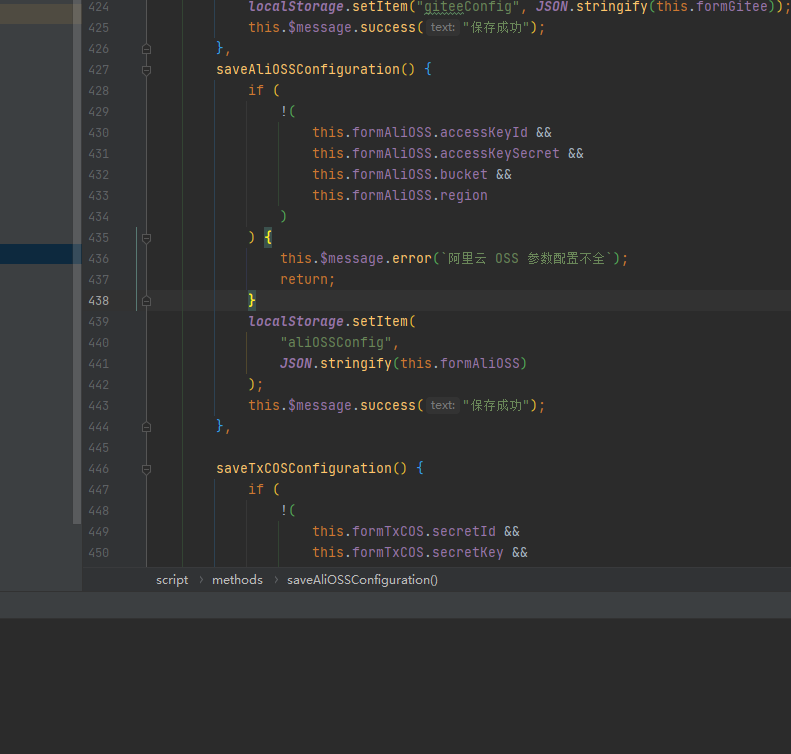 424 localStorage.setItem("giteeConfig", JSON.stringify(this.formGitee));
425 this.$message.success( text: "保存成功");
426 },
427 saveAliOSSConfiguration() {
428 if (
429 !(
430 this.formAliOSS.accessKeyId &&
431 this.formAliOSS.accessKeySecret &&
432 this.formAliOSS.bucket &&
433 this.formAliOSS.region
434 )
435 ) {
436 this.$message.error(`阿里云 OSS 参数配置不全`);
437 return;
438 }
439 localStorage.setItem(
440 "aliOSSConfig",
441 JSON.stringify(this.formAliOSS)
442 );
443 this.$message.success( text: "保存成功");
444 },
445
446 saveTxCOSConfiguration() {
447 if (
448 !(
449 this.formTxCOS.secretId &&
450 this.formTxCOS.secretKey &&
script › methods › saveAliOSSConfiguration()